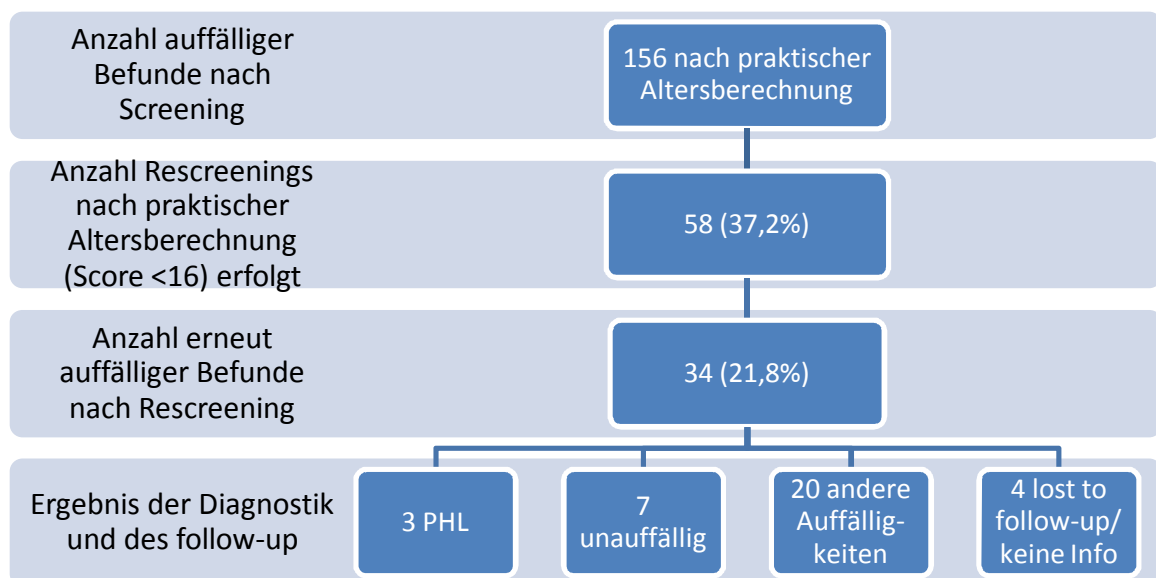 Anzahl auffälliger
Befunde nach
Screening
156 nach praktischer
Altersberechnung
Anzahl Rescreenings
nach praktischer
Altersberechnung
(Score <16) erfolgt
58 (37,2%)
Anzahl erneut
auffälliger Befunde
nach Rescreening
34 (21,8%)
Ergebnis der Diagnostik
und des follow-up
3 PHL
7
unauffällig
20 andere
Auffällig-
keiten
4 lost to
follow-up/
keine Info